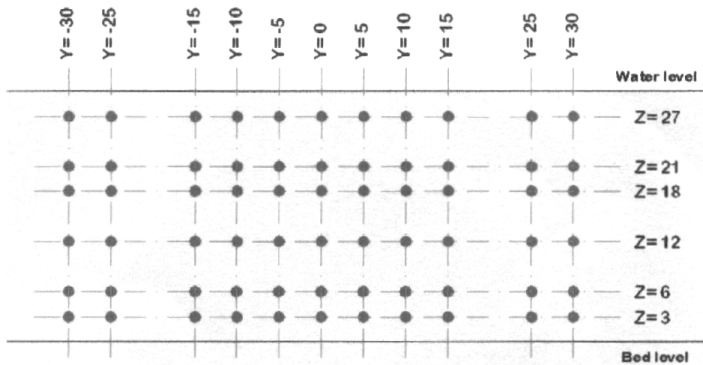 Y= -30
Y= -25
Y= -15
Y= -10
Y= -5
Y= 0
Y= 5
Y= 10
Y= 15
Y= 25
Y= 30
Water level
Z= 27
Z= 21
Z= 18
Z= 12
Z= 6
Z= 3
Bed level